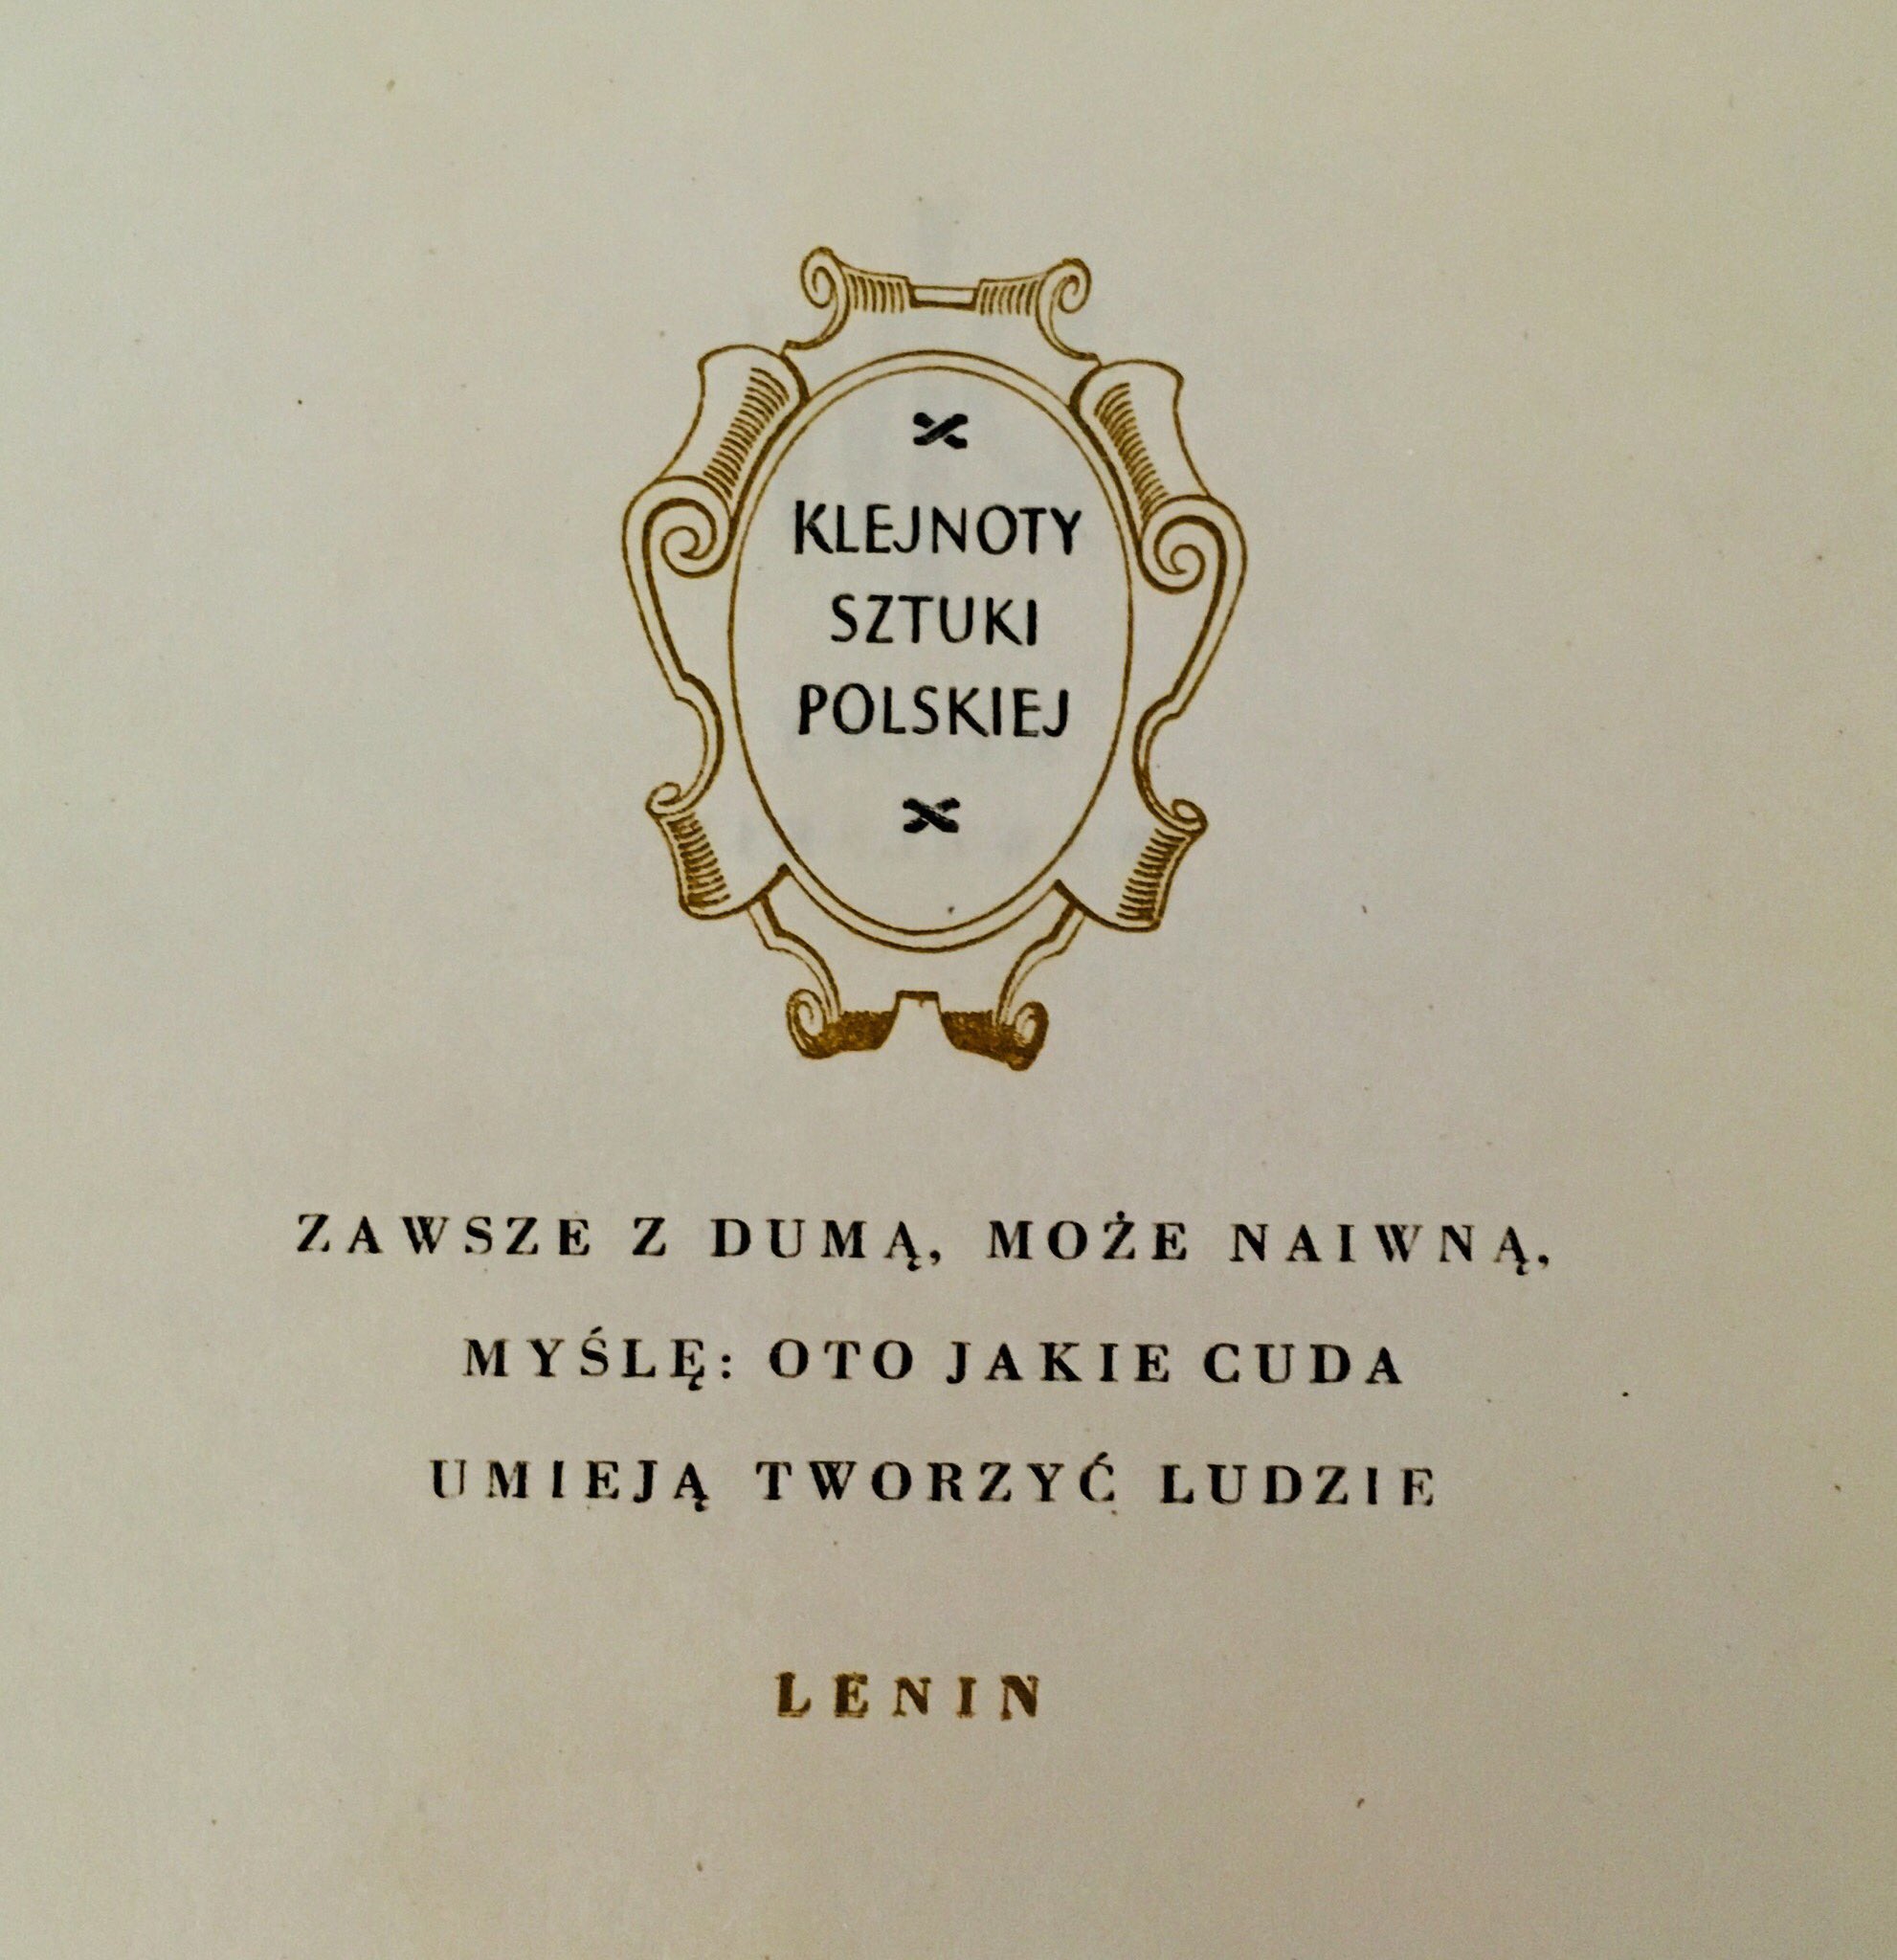 KLEJNOTY
SZTUKI
POLSKIEJ
ZAWSZE Z DUMĄ, MOŻE NAIWNĄ,
MYŚLĘ: OTO JAKIE CUDA
UMIEJĄ TWORZYĆ LUDZIE
LENIN